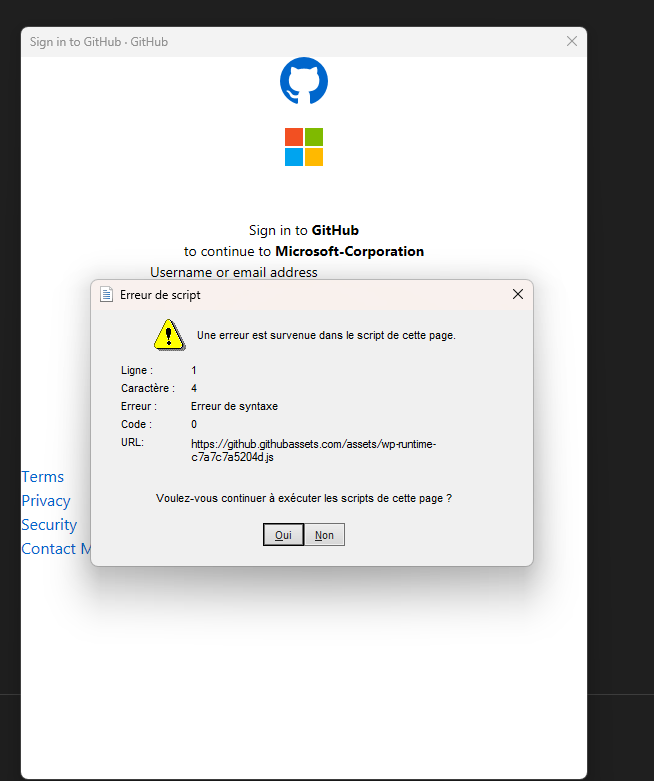 Sign in to GitHub · GitHub
Sign in to GitHub
to continue to Microsoft-Corporation
Username or email address
Erreur de script
Une erreur est survenue dans le script de cette page.
Ligne : 1
Caractère : 4
Erreur : Erreur de syntaxe
Code : 0
URL: https://github.githubassets.com/assets/wp-runtime-
c7a7c7a5204d.js
Voulez-vous continuer à exécuter les scripts de cette page ?
Oui Non
Terms
Privacy
Security
Contact M